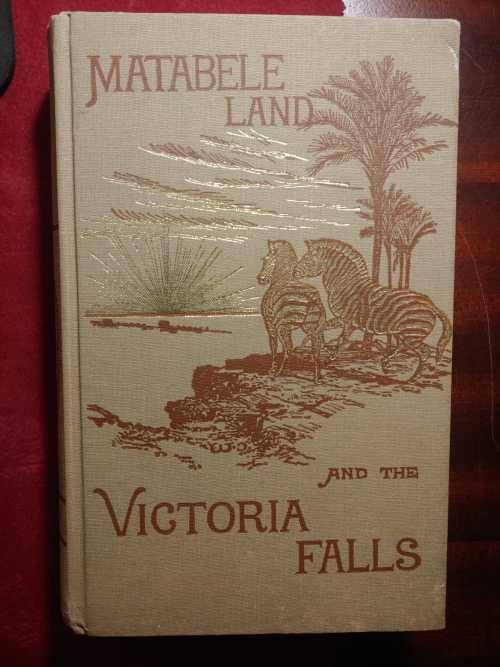 MATABELE
LAND
AND THE
VICTORIA
FALLS